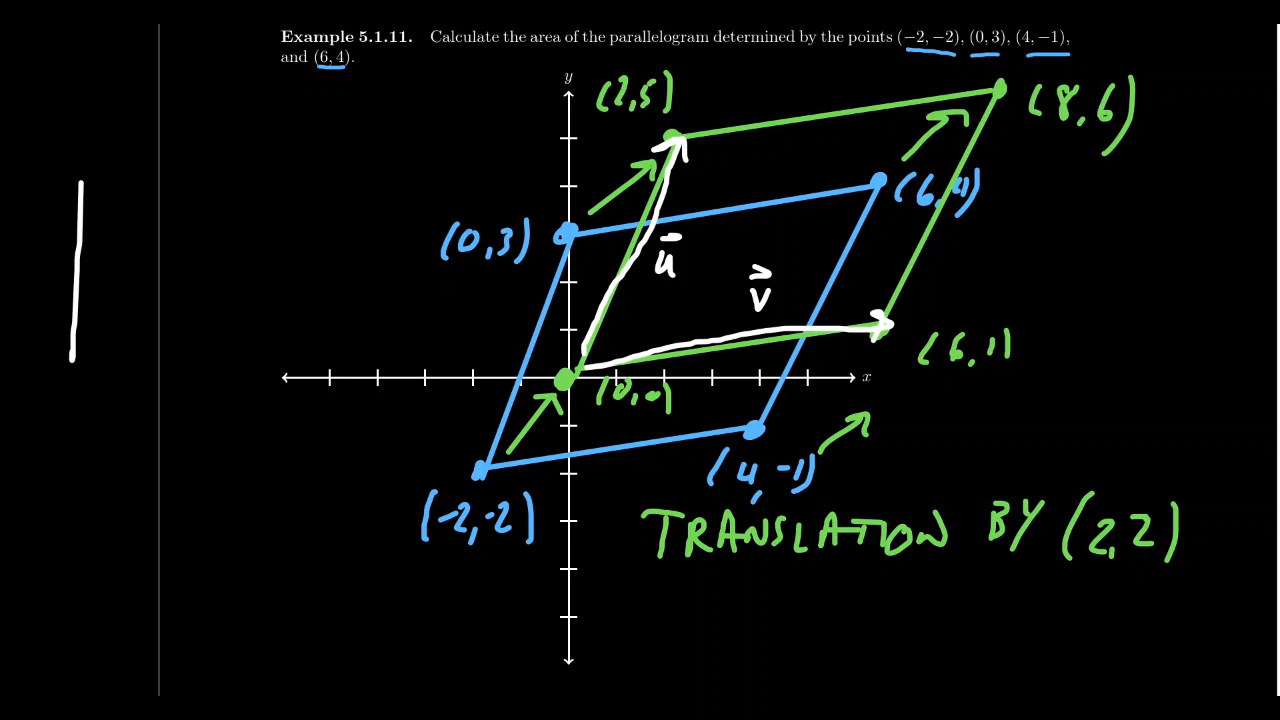 Example 5.1.11. Calculate the area of the parallelogram determined by the points (−2, −2), (0, 3), (4, −1),
and (6, 4).
y
(2,5)
(8,6)
(6,4)
(0,3)
u
v
(6,1)
x
(0,0)
(4,-1)
(-2,-2)
TRANSLATION BY (2,2)